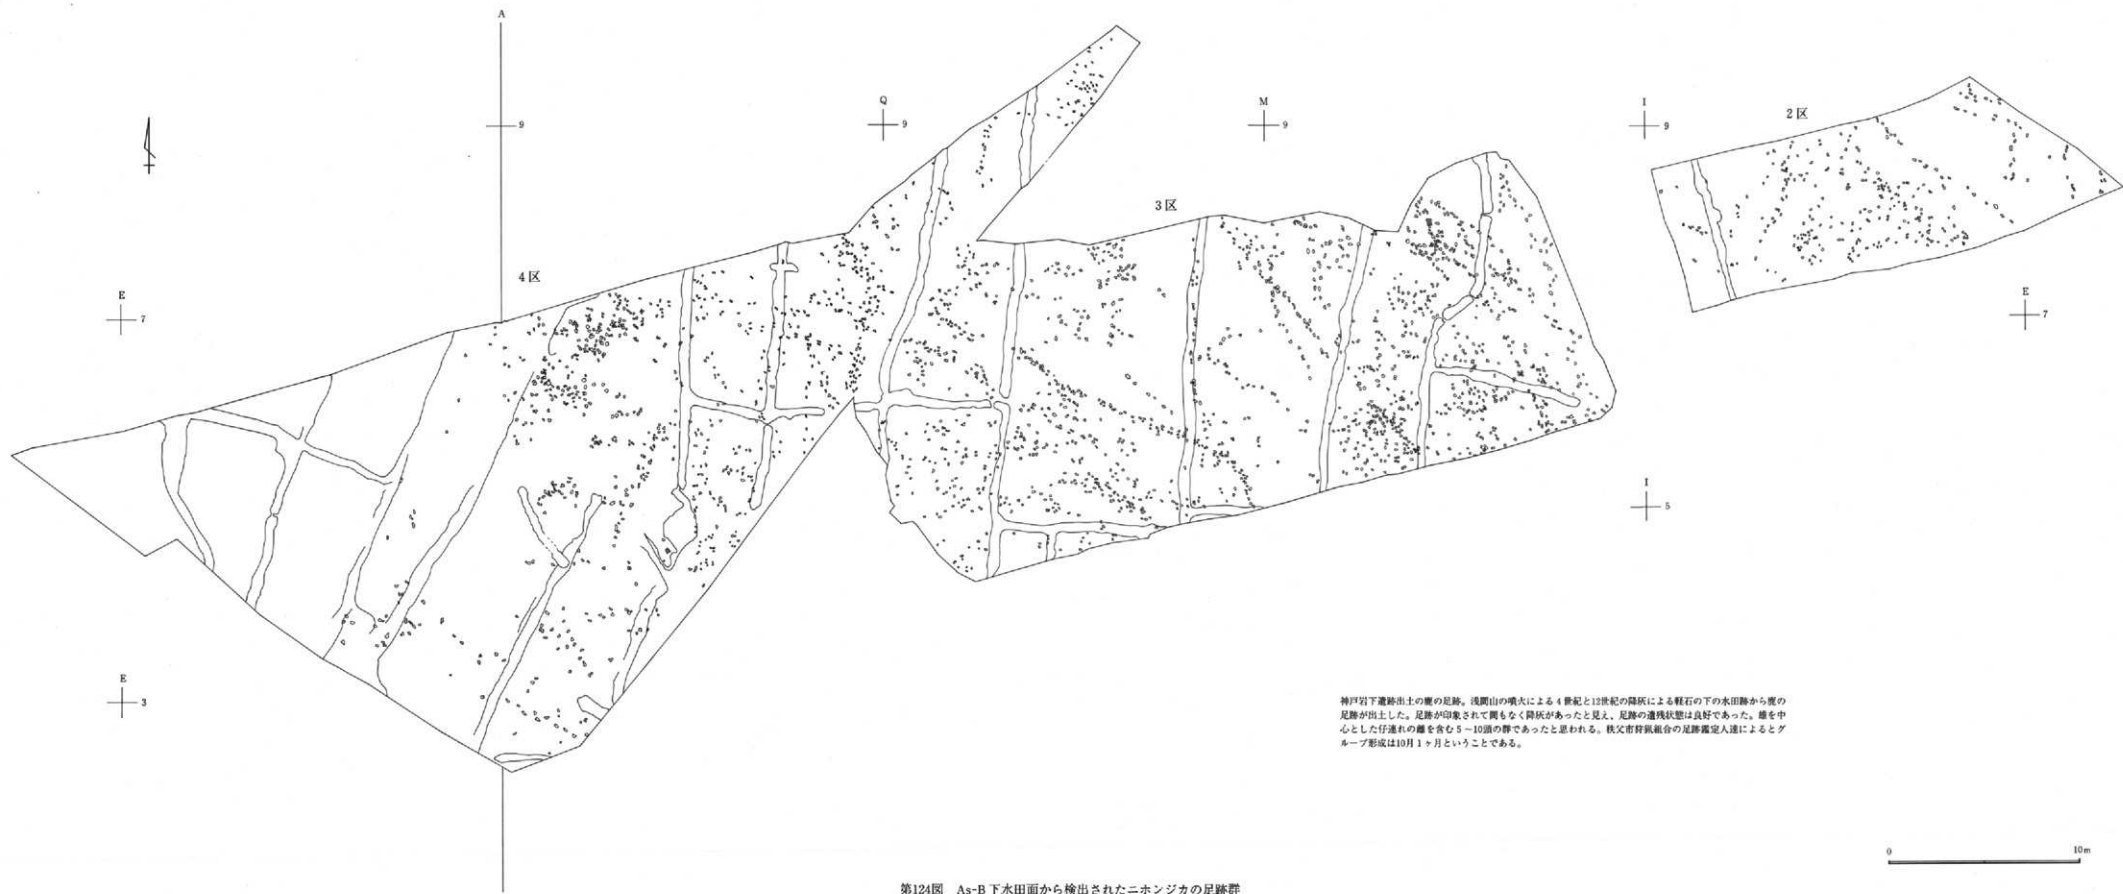 A
9
Q
9
M
9
I
9
2区
3区
4区
E
7
E
7
I
5
E
3
神戸岩下遺跡出土の鹿の足跡。浅間山の噴火による4世紀と12世紀の降灰による軽石の下の水田跡から鹿の
足跡が出土した。足跡が印象されて間もなく降灰があったと見え、足跡の遺残状態は良好であった。雄を中
心とした仔連れの雌を含む5～10頭の群であったと思われる。秩父市狩猟組合の足跡鑑定人達によるとグ
ループ形成は10月1ヶ月ということである。
0 10m
第124図 As-B下水田面から検出されたニホンジカの足跡群